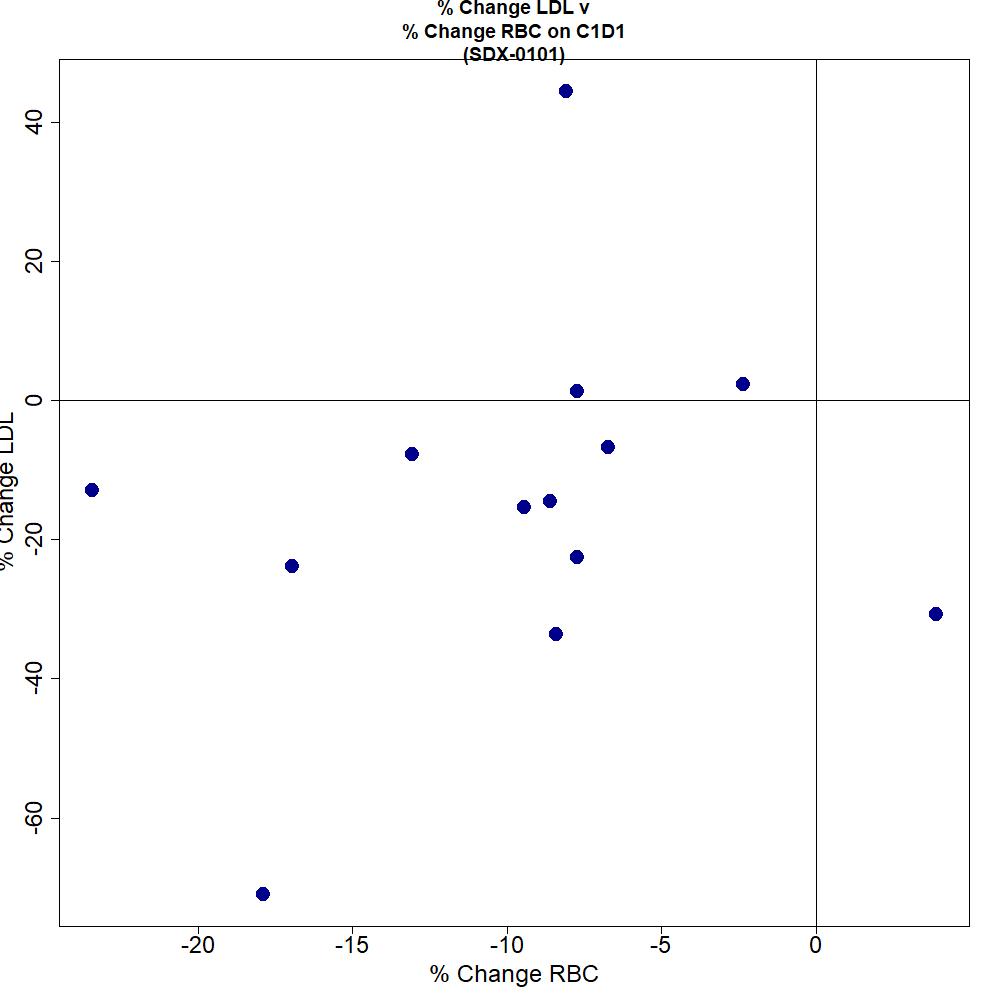 % Change LDL v
% Change RBC on C1D1
(SDX-0101)
40
20
0
-20
-40
-60
% Change LDL
-20
-15
-10
-5
0
% Change RBC